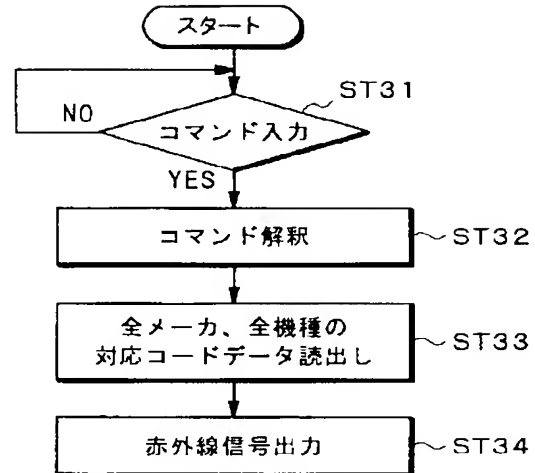 スタート
ST31
NO
コマンド入力
YES
コマンド解釈
ST32
全メーカ、全機種の
対応コードデータ読出し
ST33
赤外線信号出力
ST34